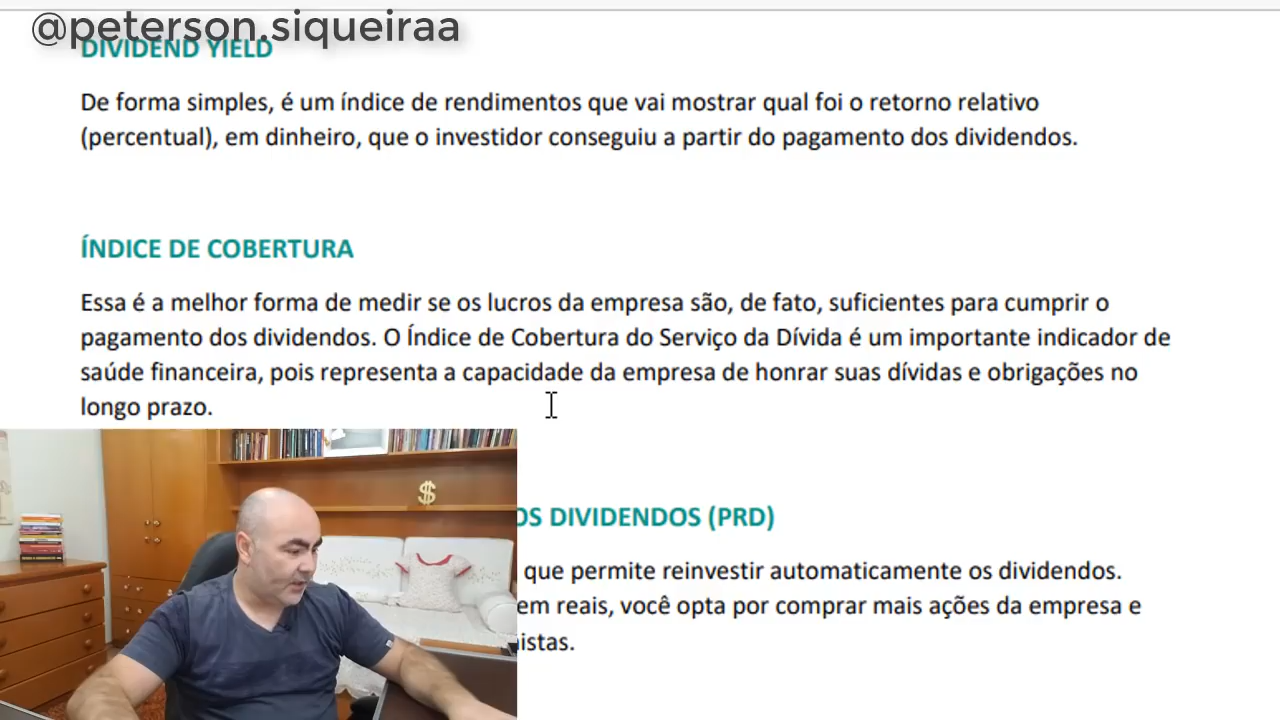 @peterson.siqueiraa
DIVIDEND YIELD
De forma simples, é um índice de rendimentos que vai mostrar qual foi o retorno relativo
(percentual), em dinheiro, que o investidor conseguiu a partir do pagamento dos dividendos.
ÍNDICE DE COBERTURA
Essa é a melhor forma de medir se os lucros da empresa são, de fato, suficientes para cumprir o
pagamento dos dividendos. O Índice de Cobertura do Serviço da Dívida é um importante indicador de
saúde financeira, pois representa a capacidade da empresa de honrar suas dívidas e obrigações no
longo prazo.
OS DIVIDENDOS (PRD)
que permite reinvestir automaticamente os dividendos.
em reais, você opta por comprar mais ações da empresa e
istas.